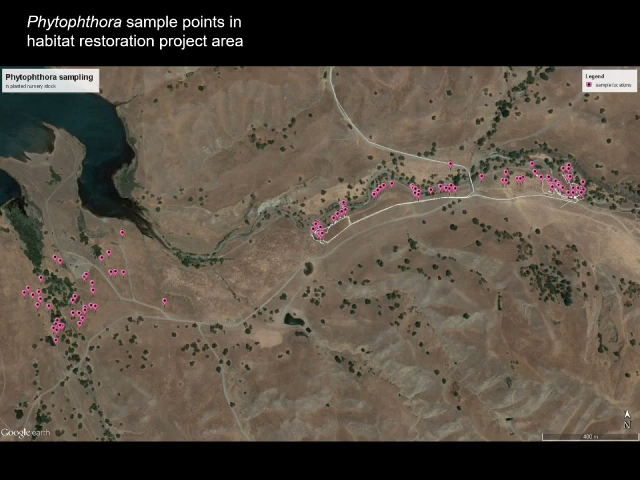 Phytophthora sample points in
habitat restoration project area
Phytophthora sampling
in planted nursery stock
Legend
sample locations
Google earth
N
400 m